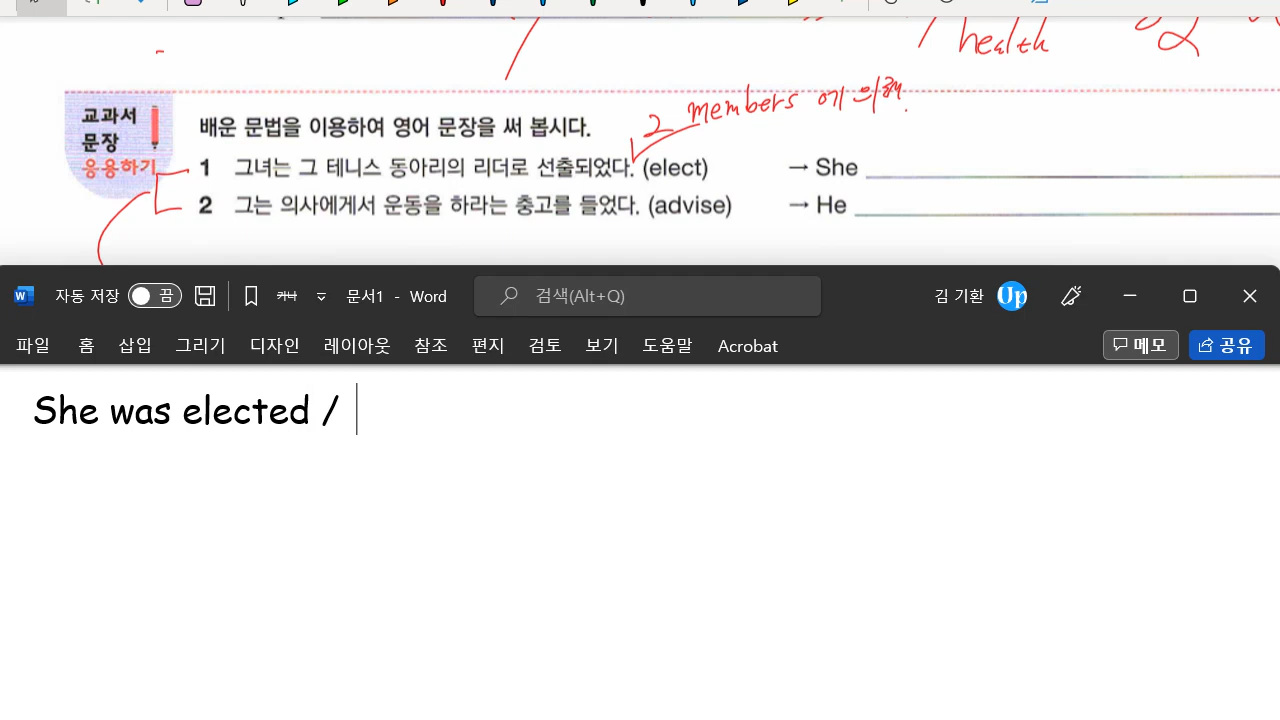 health
2 members 에 의해.
교과서
문장
응용하기
배운 문법을 이용하여 영어 문장을 써 봅시다.
1 그녀는 그 테니스 동아리의 리더로 선출되었다. (elect) → She
2 그는 의사에게서 운동을 하라는 충고를 들었다. (advise) → He
자동 저장 끔 가나 문서1 - Word 검색(Alt+Q) 김 기환 Up
파일 홈 삽입 그리기 디자인 레이아웃 참조 편지 검토 보기 도움말 Acrobat 메모 공유
She was elected /